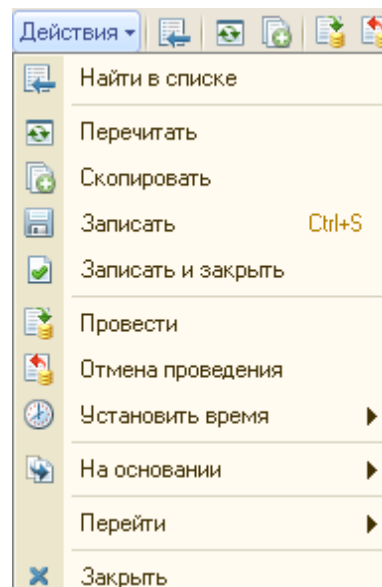 Действия
Найти в списке
Перечитать
Скопировать
Записать Ctrl+S
Записать и закрыть
Провести
Отмена проведения
Установить время
На основании
Перейти
Закрыть